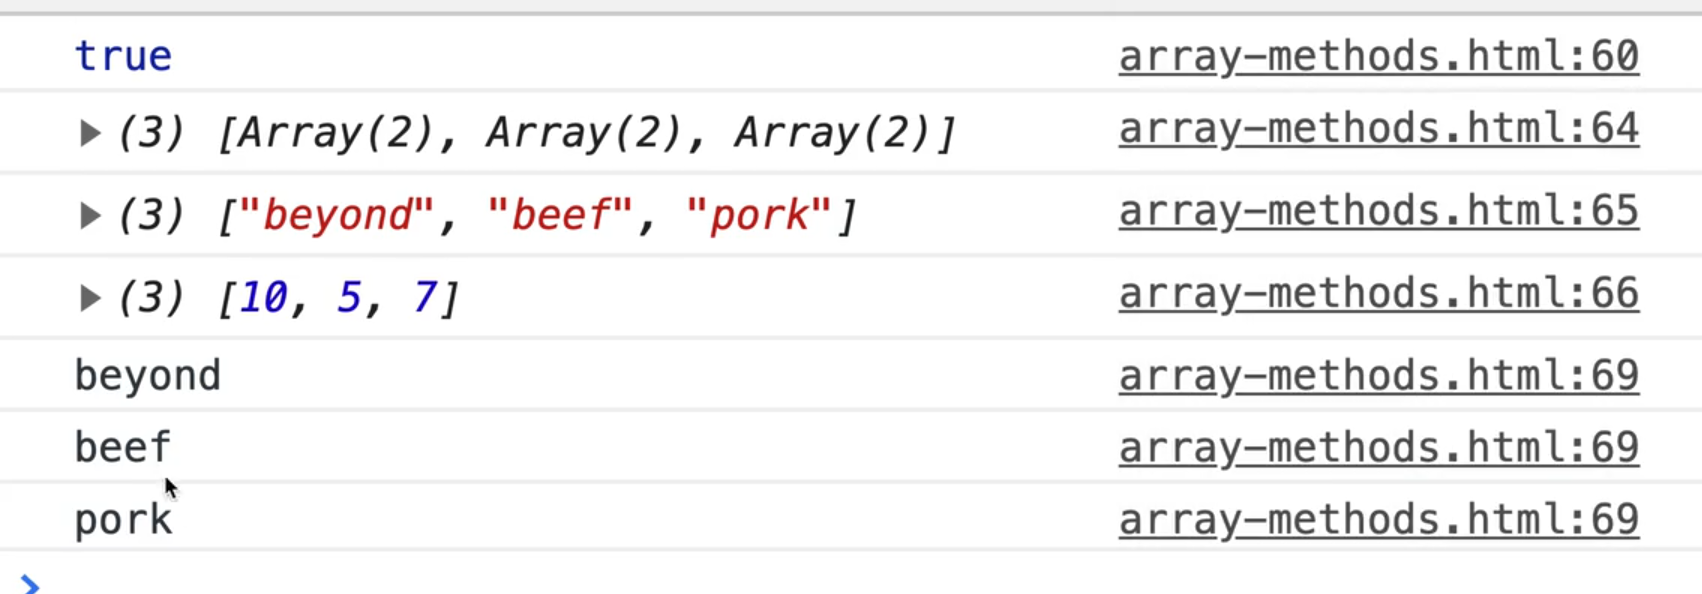 true array-methods.html:60
(3) [Array(2), Array(2), Array(2)] array-methods.html:64
(3) ["beyond", "beef", "pork"] array-methods.html:65
(3) [10, 5, 7] array-methods.html:66
beyond array-methods.html:69
beef array-methods.html:69
pork array-methods.html:69